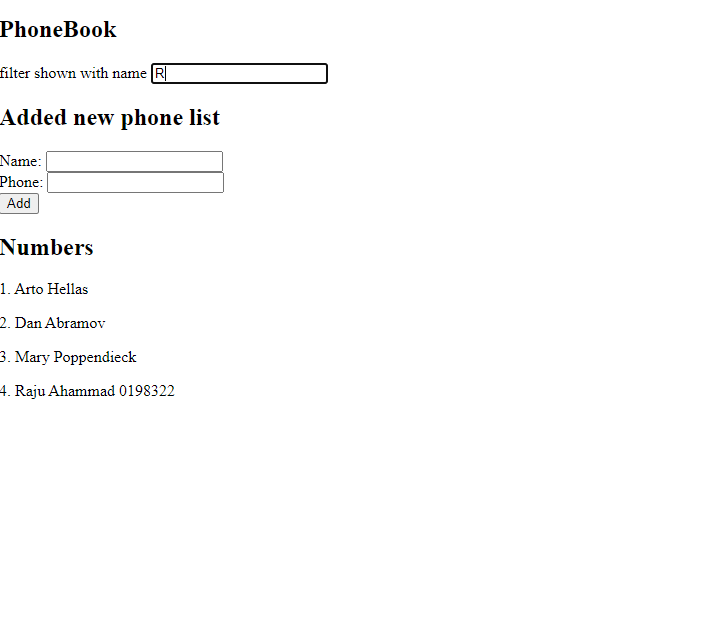 PhoneBook
filter shown with name R
Added new phone list
Name:
Phone:
Add
Numbers
1. Arto Hellas
2. Dan Abramov
3. Mary Poppendieck
4. Raju Ahammad 0198322